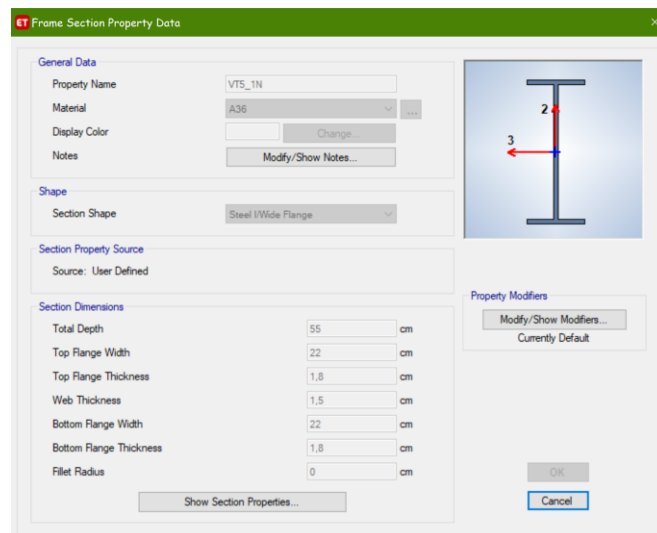 ET Frame Section Property Data
General Data
Property Name VT5_1N
Material A36 ...
Display Color Change...
Notes Modify/Show Notes...
2
3
Shape
Section Shape Steel I/Wide Flange
Section Property Source
Source: User Defined
Section Dimensions
Total Depth 55 cm
Top Flange Width 22 cm
Top Flange Thickness 1,8 cm
Web Thickness 1,5 cm
Bottom Flange Width 22 cm
Bottom Flange Thickness 1,8 cm
Fillet Radius 0 cm
Show Section Properties...
Property Modifiers
Modify/Show Modifiers...
Currently Default
OK
Cancel